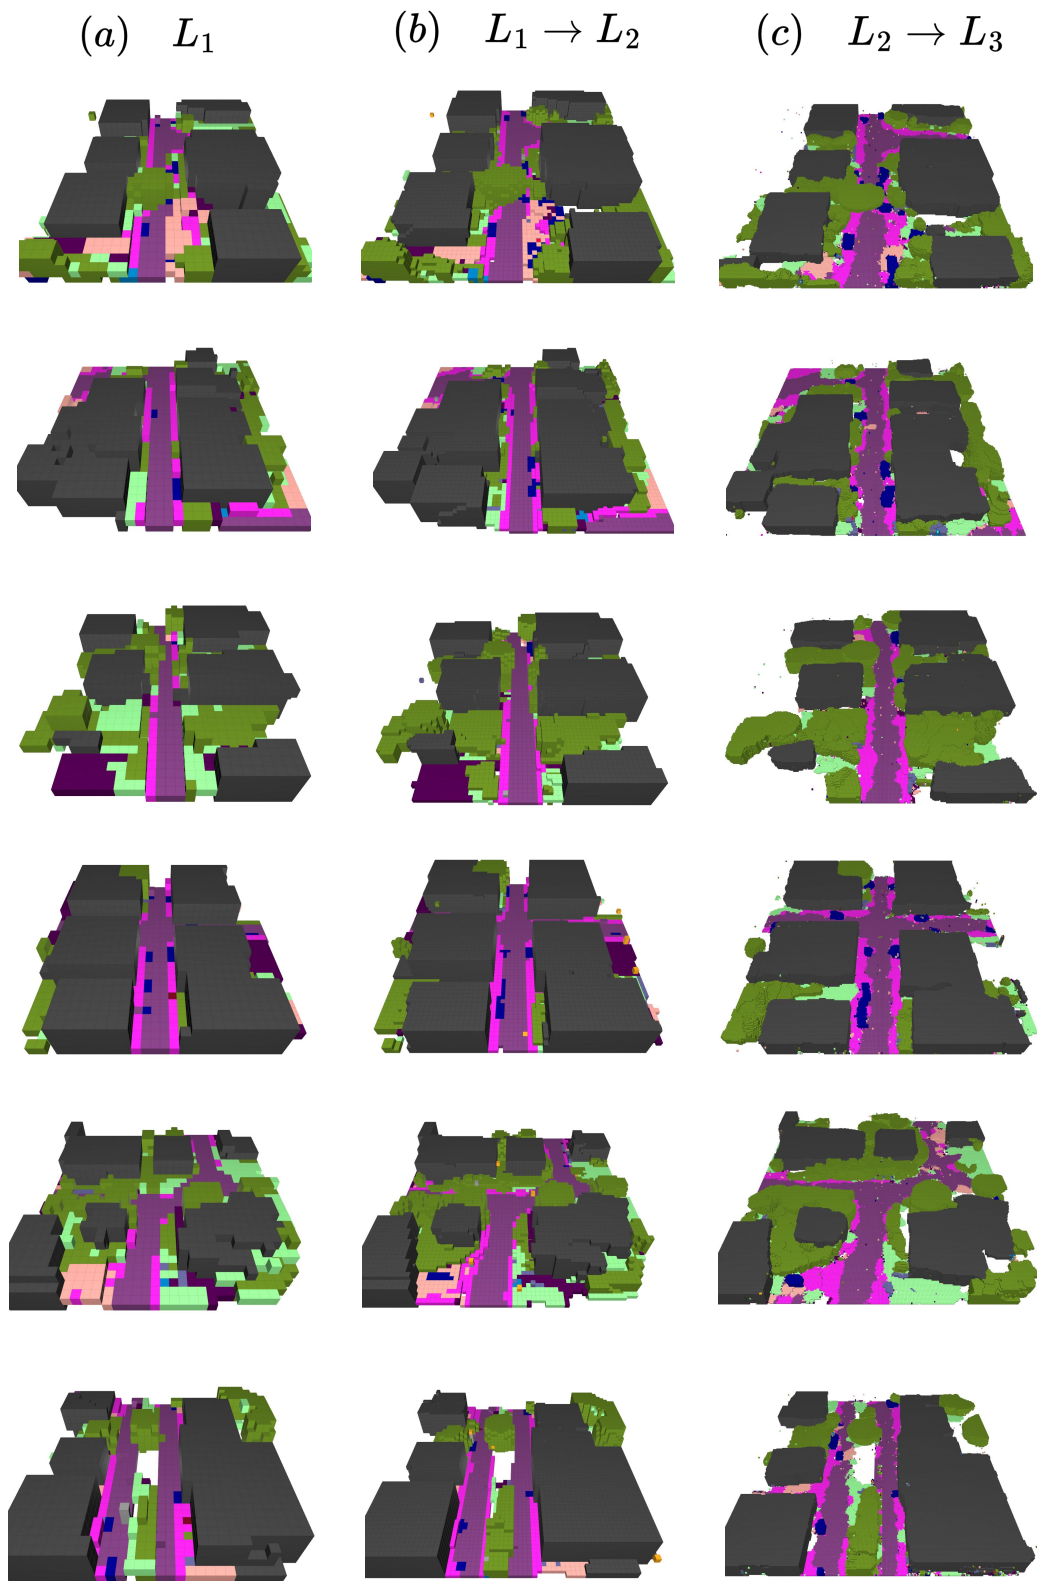 (a) L₁ (b) L₁ → L₂ (c) L₂ → L₃